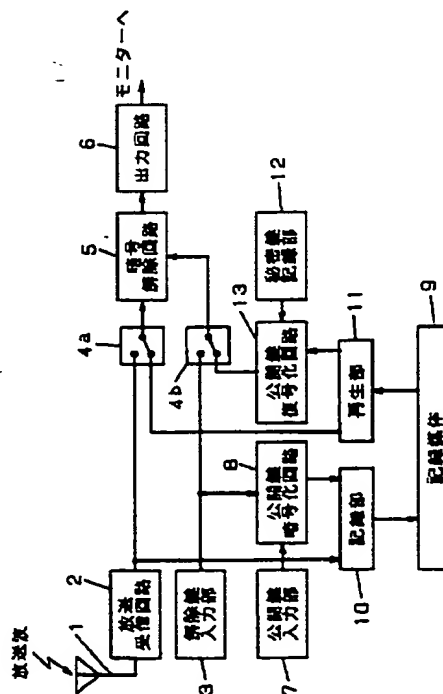 放送波
1
2
放送
受信回路
3
解除鍵
入力部
7
公開鍵
入力部
4a
4b
8
公開鍵
暗号化回路
10
記録部
5
暗号
解除回路
6
出力回路
モニターへ
13
公開鍵
復号化回路
12
秘密鍵
記録部
11
再生部
9
記録媒体